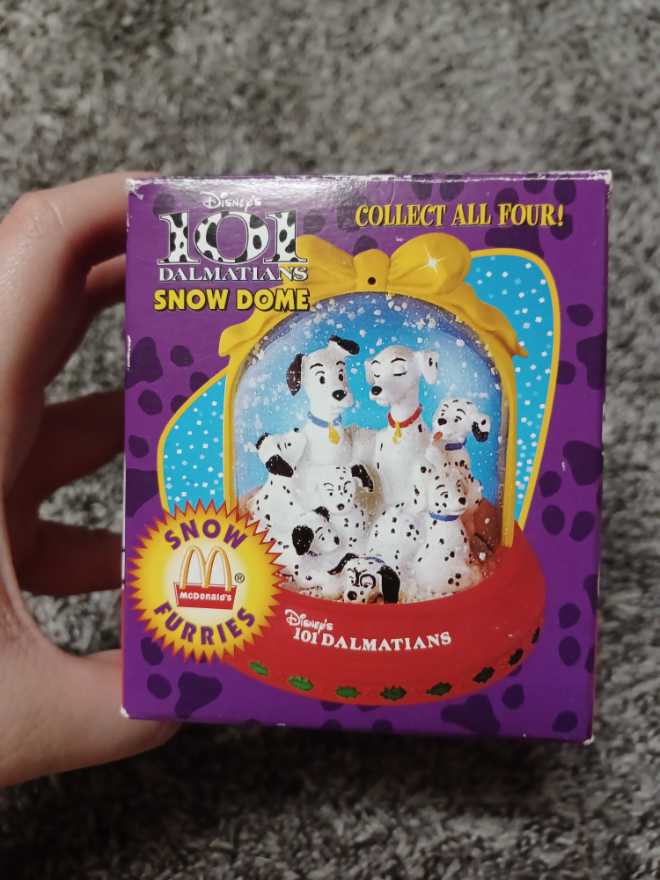 DISNEY'S
101
DALMATIANS
SNOW DOME
COLLECT ALL FOUR!
SNOW
McDonald's®
FURRIES
DISNEY'S
101 DALMATIANS